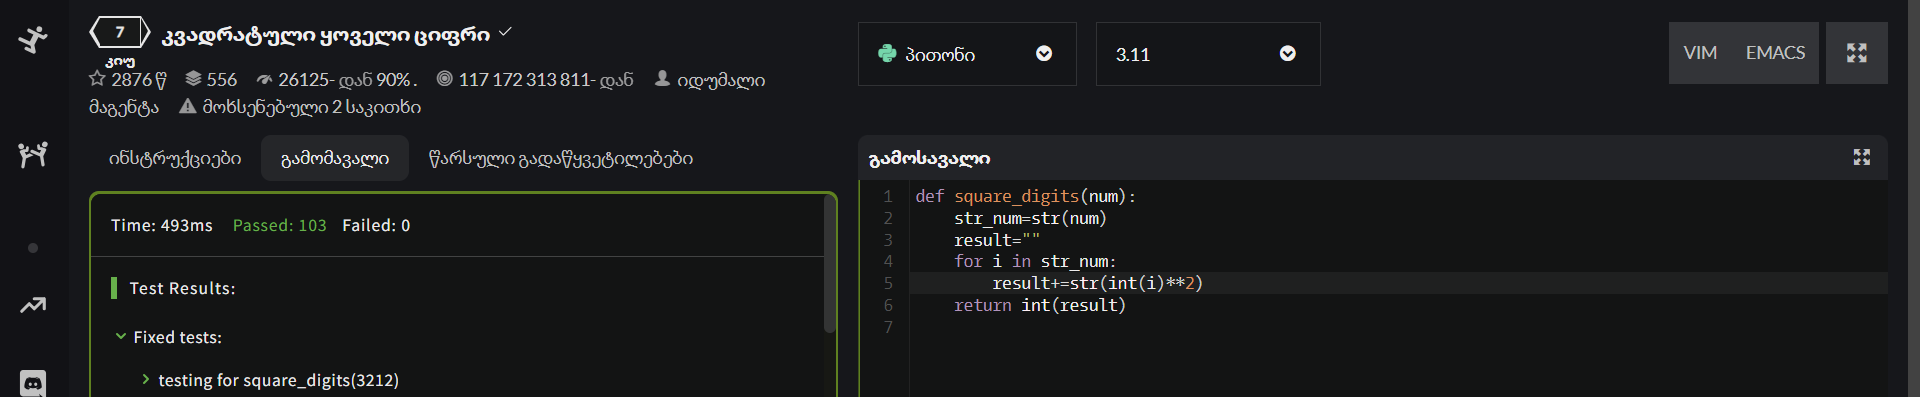 7 კვადრატული ყოველი ციფრი
კიუ
2876 წ 556 26125- დან 90% . 117 172 313 811- დან იდუმალი
მაგენტა მოხსენებული 2 საკითხი
პითონი 3.11 VIM EMACS
ინსტრუქციები გამომავალი წარსული გადაწყვეტილებები
Time: 493ms Passed: 103 Failed: 0
Test Results:
Fixed tests:
testing for square_digits(3212)
გამოსავალი
1 def square_digits(num):
2 str_num=str(num)
3 result=""
4 for i in str_num:
5 result+=str(int(i)**2)
6 return int(result)
7